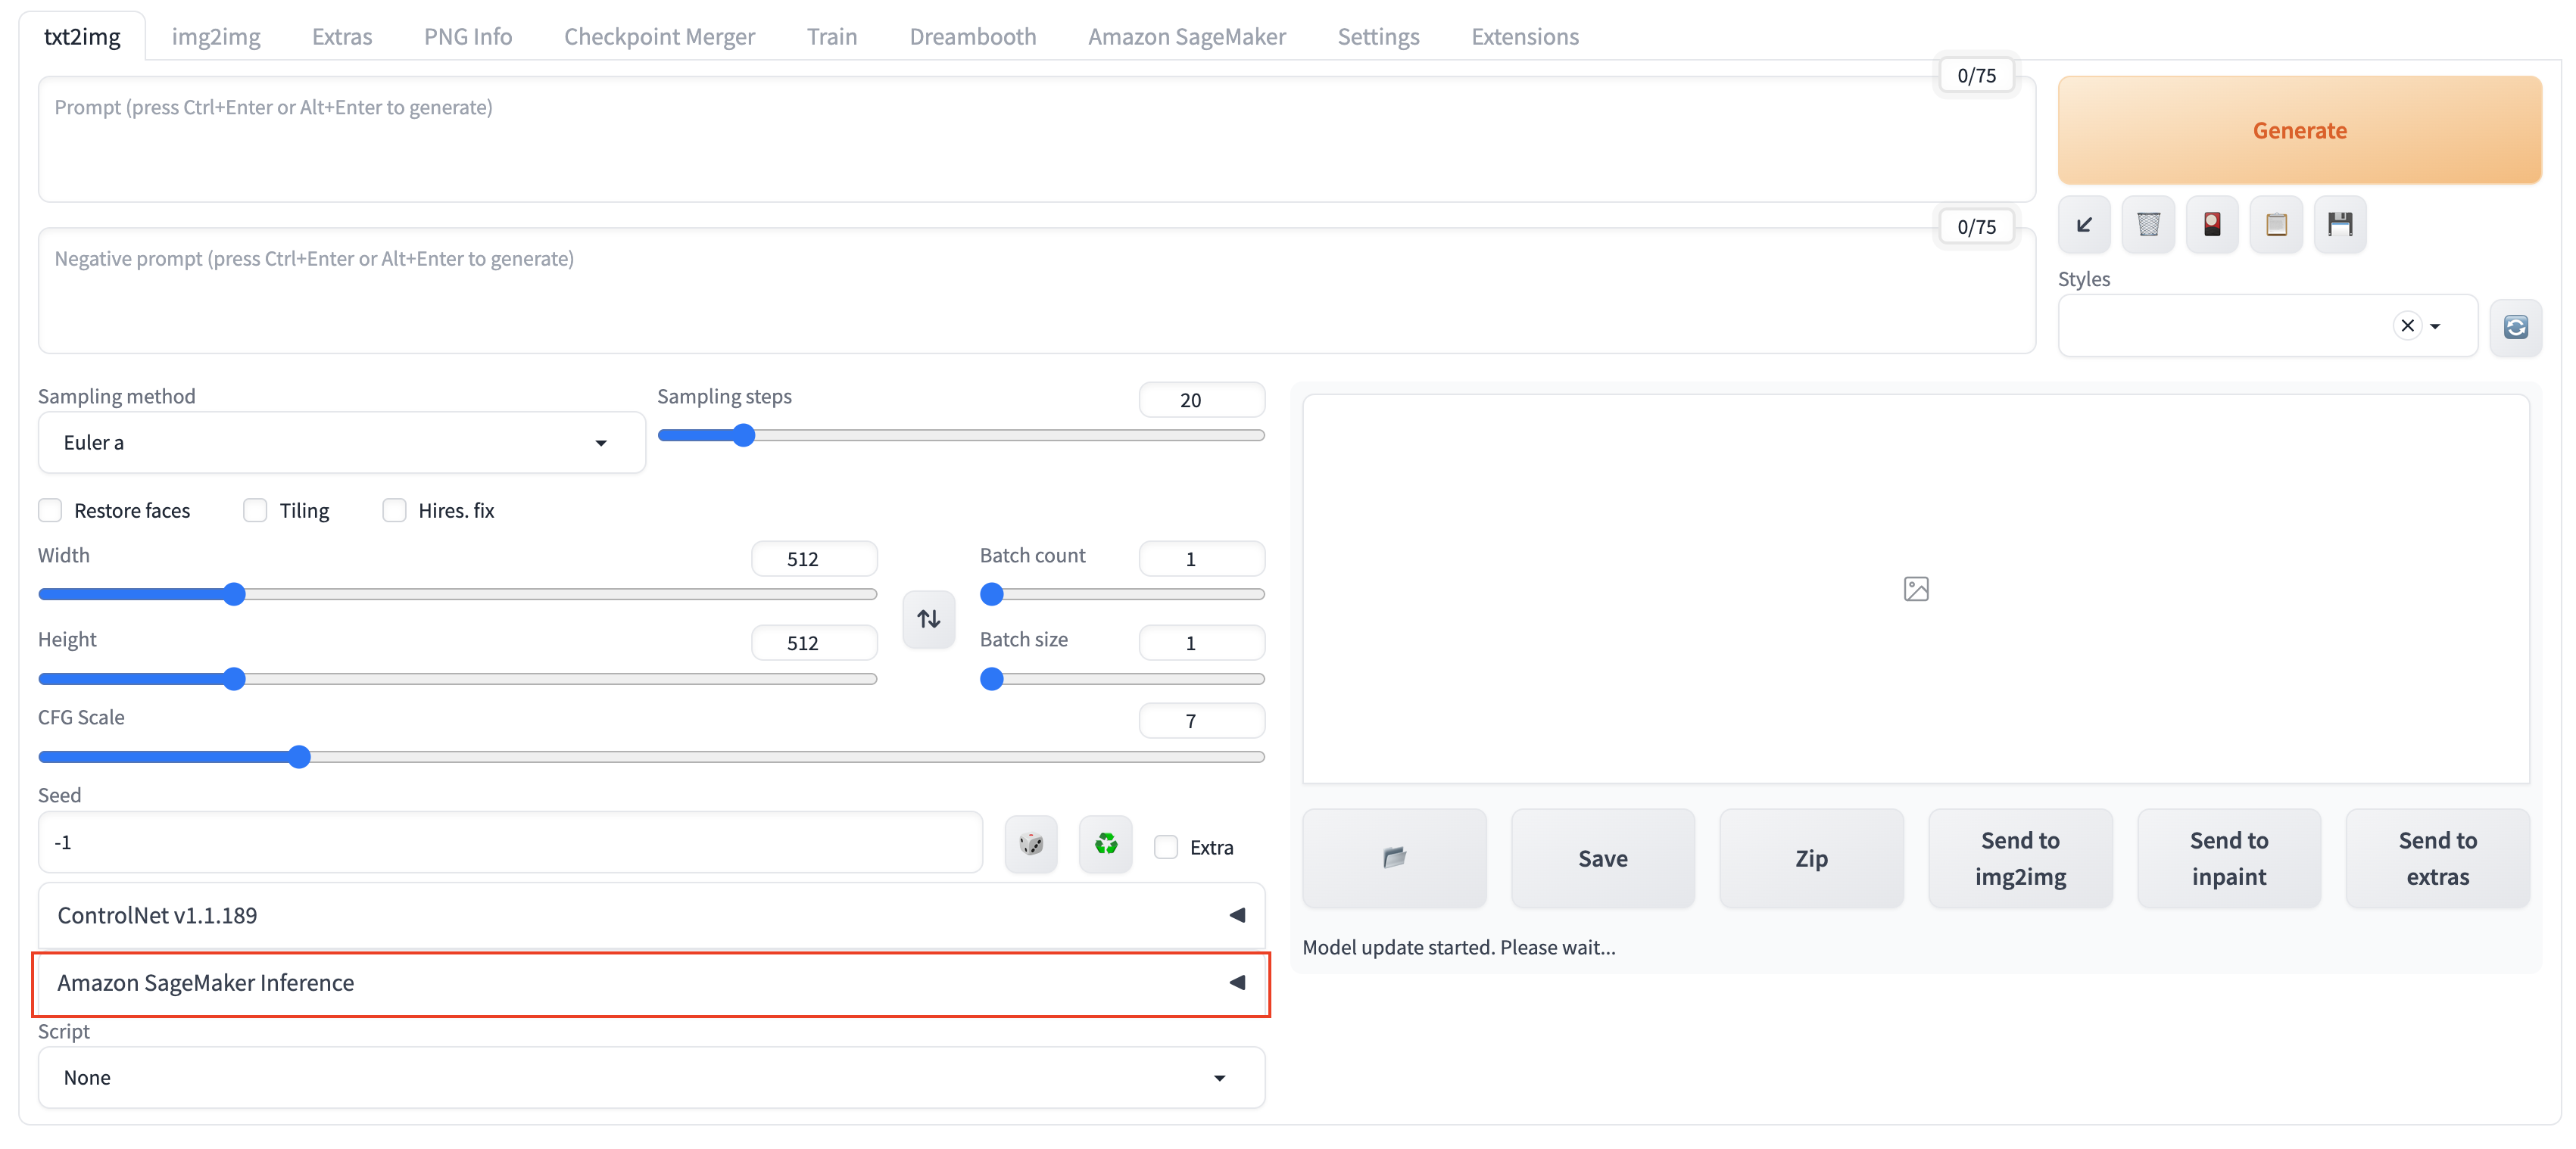 txt2img img2img Extras PNG Info Checkpoint Merger Train Dreambooth Amazon SageMaker Settings Extensions
0/75
Prompt (press Ctrl+Enter or Alt+Enter to generate)
Generate
0/75
Negative prompt (press Ctrl+Enter or Alt+Enter to generate)
Styles
Sampling method
Euler a
Sampling steps
20
Restore faces
Tiling
Hires. fix
Width
512
Batch count
1
Height
512
Batch size
1
CFG Scale
7
Seed
-1
Extra
ControlNet v1.1.189
Amazon SageMaker Inference
Script
None
Save
Zip
Send to
img2img
Send to
inpaint
Send to
extras
Model update started. Please wait...